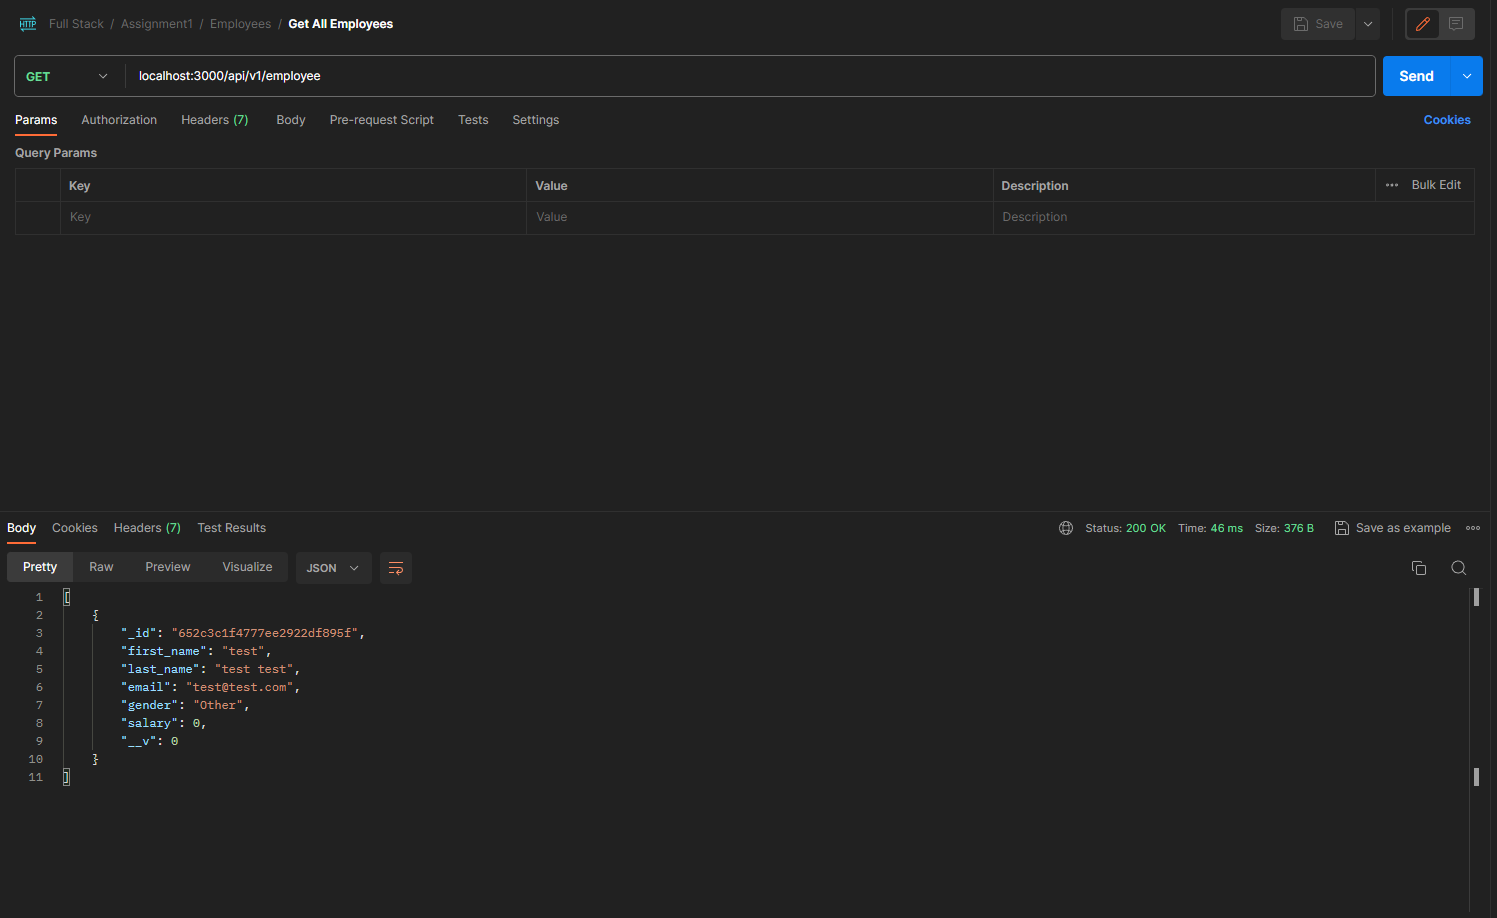 HTTP Full Stack / Assignment1 / Employees / Get All Employees Save
GET localhost:3000/api/v1/employee Send
Params Authorization Headers (7) Body Pre-request Script Tests Settings Cookies
Query Params
Key Value Description ••• Bulk Edit
Key Value Description
Body Cookies Headers (7) Test Results Status: 200 OK Time: 46 ms Size: 376 B Save as example
Pretty Raw Preview Visualize JSON
1 [
2 {
3 "_id": "652c3c1f4777ee2922df895f",
4 "first_name": "test",
5 "last_name": "test test",
6 "email": "test@test.com",
7 "gender": "Other",
8 "salary": 0,
9 "__v": 0
10 }
11 ]